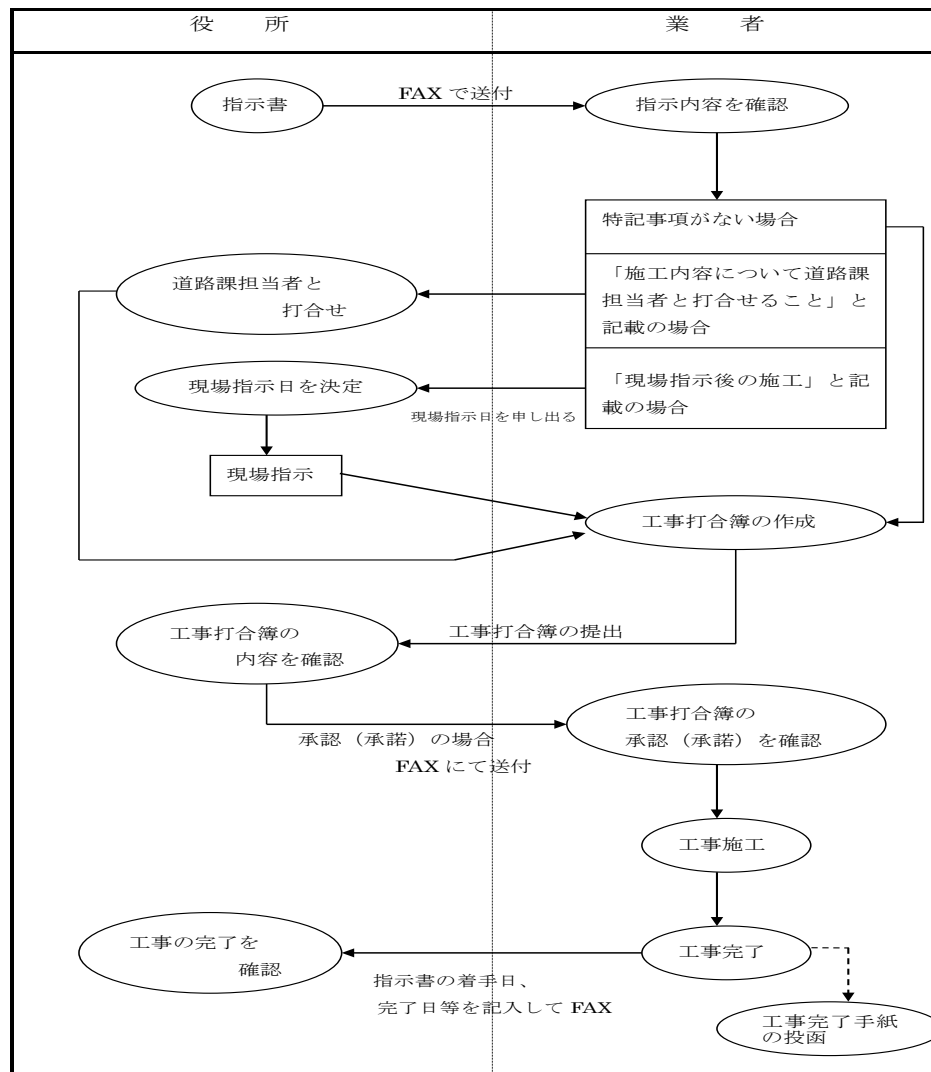 役 所
業 者
指示書
FAX で送付
指示内容を確認
特記事項がない場合
「施工内容について道路課
担当者と打合せること」と
記載の場合
道路課担当者と
打合せ
「現場指示後の施工」と記
載の場合
現場指示日を決定
現場指示日を申し出る
現場指示
工事打合簿の作成
工事打合簿の提出
工事打合簿の
内容を確認
承認（承諾）の場合
FAX にて送付
工事打合簿の
承認（承諾）を確認
工事施工
工事完了
工事の完了を
確認
指示書の着手日、
完了日等を記入して FAX
工事完了手紙
の投函